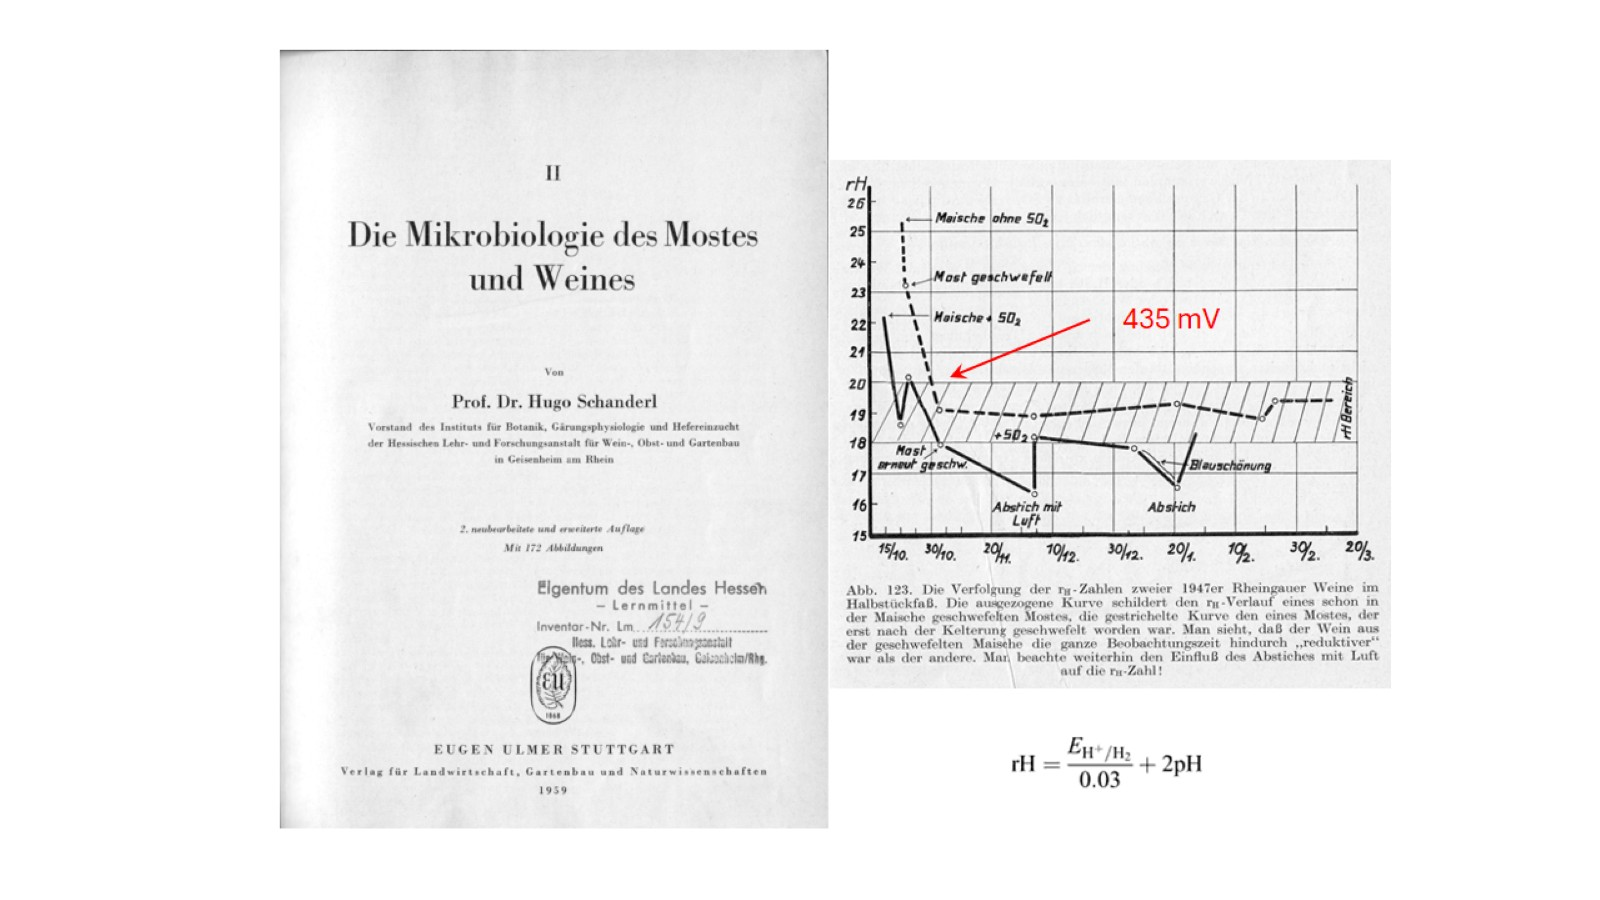 II
Die Mikrobiologie des Mostes
und Weines
Von
Prof. Dr. Hugo Schanderl
Vorstand des Instituts für Botanik, Gärungsphysiologie und Hefereinzucht
der Hessischen Lehr- und Forschungsanstalt für Wein-, Obst- und Gartenbau
in Geisenheim am Rhein
2. neubearbeitete und erweiterte Auflage
Mit 172 Abbildungen
Eigentum des Landes Hessen
– Lernmittel –
Inventar-Nr. Lm 154/9
Hess. Lehr- und Forschungsanstalt
für Wein-, Obst- und Gartenbau, Geisenheim/Rhg.
EU
1868
EUGEN ULMER STUTTGART
Verlag für Landwirtschaft, Gartenbau und Naturwissenschaften
1959
rH
26
25
24
23
22
21
20
19
18
17
16
15
Maische ohne SO₂
Most geschwefelt
Maische + SO₂
435 mV
rH Bereich
+SO₂
Most
erneut geschw.
Blauschönung
Abstich mit
Luft
Abstich
15/10. 30/10. 20/11. 10/12. 30/12. 20/1. 10/2. 30/2. 20/3.
Abb. 123. Die Verfolgung der rH-Zahlen zweier 1947er Rheingauer Weine im
Halbstückfaß. Die ausgezogene Kurve schildert den rH-Verlauf eines schon in
der Maische geschwefelten Mostes, die gestrichelte Kurve den eines Mostes, der
erst nach der Kelterung geschwefelt worden war. Man sieht, daß der Wein aus
der geschwefelten Maische die ganze Beobachtungszeit hindurch „reduktiver“
war als der andere. Man beachte weiterhin den Einfluß des Abstiches mit Luft
auf die rH-Zahl!
rH = E H⁺/H₂ / 0.03 + 2pH